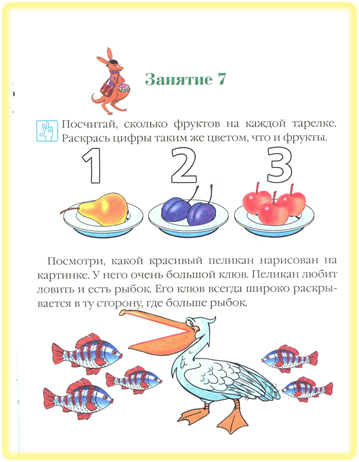 Занятие 7
Посчитай, сколько фруктов на каждой тарелке.
Раскрась цифры таким же цветом, что и фрукты.
1 2 3
Посмотри, какой красивый пеликан нарисован на
картинке. У него очень большой клюв. Пеликан любит
ловить и есть рыбок. Его клюв всегда широко раскры-
вается в ту сторону, где больше рыбок.